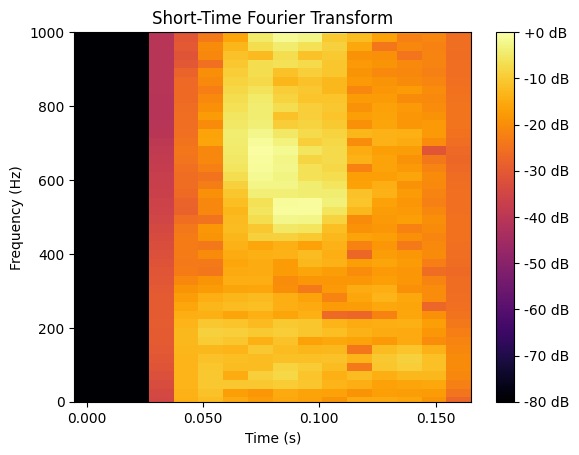 Short-Time Fourier Transform
1000
800
600
400
200
0
Frequency (Hz)
0.000
0.050
0.100
0.150
Time (s)
+0 dB
-10 dB
-20 dB
-30 dB
-40 dB
-50 dB
-60 dB
-70 dB
-80 dB